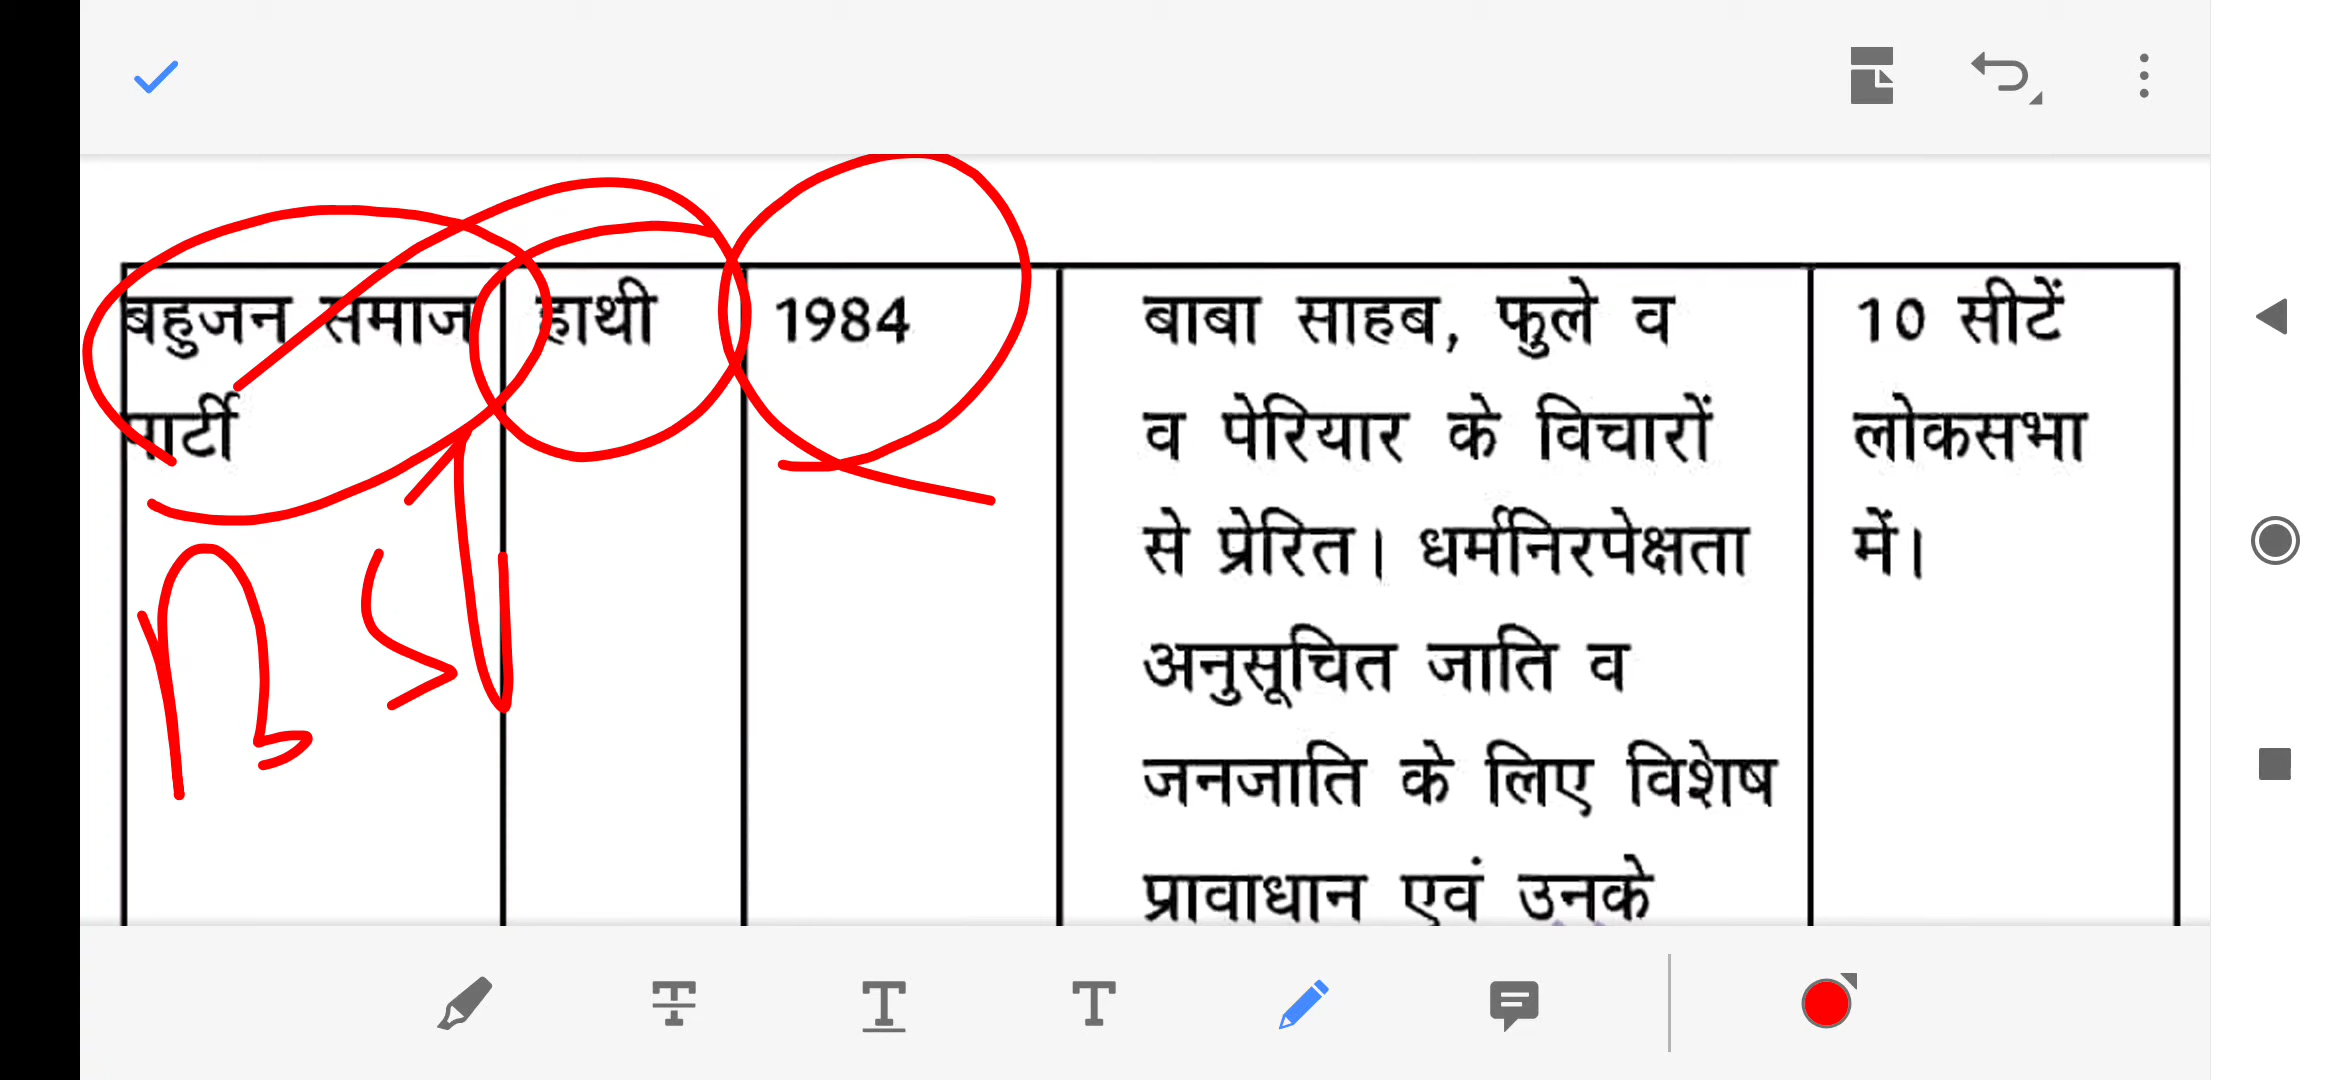 बहुजन समाज
पार्टी
हाथी
1984
बाबा साहब, फुले व
व पेरियार के विचारों
से प्रेरित। धर्मनिरपेक्षता
अनुसूचित जाति व
जनजाति के लिए विशेष
प्रावाधान एवं उनके
10 सीटें
लोकसभा
में।